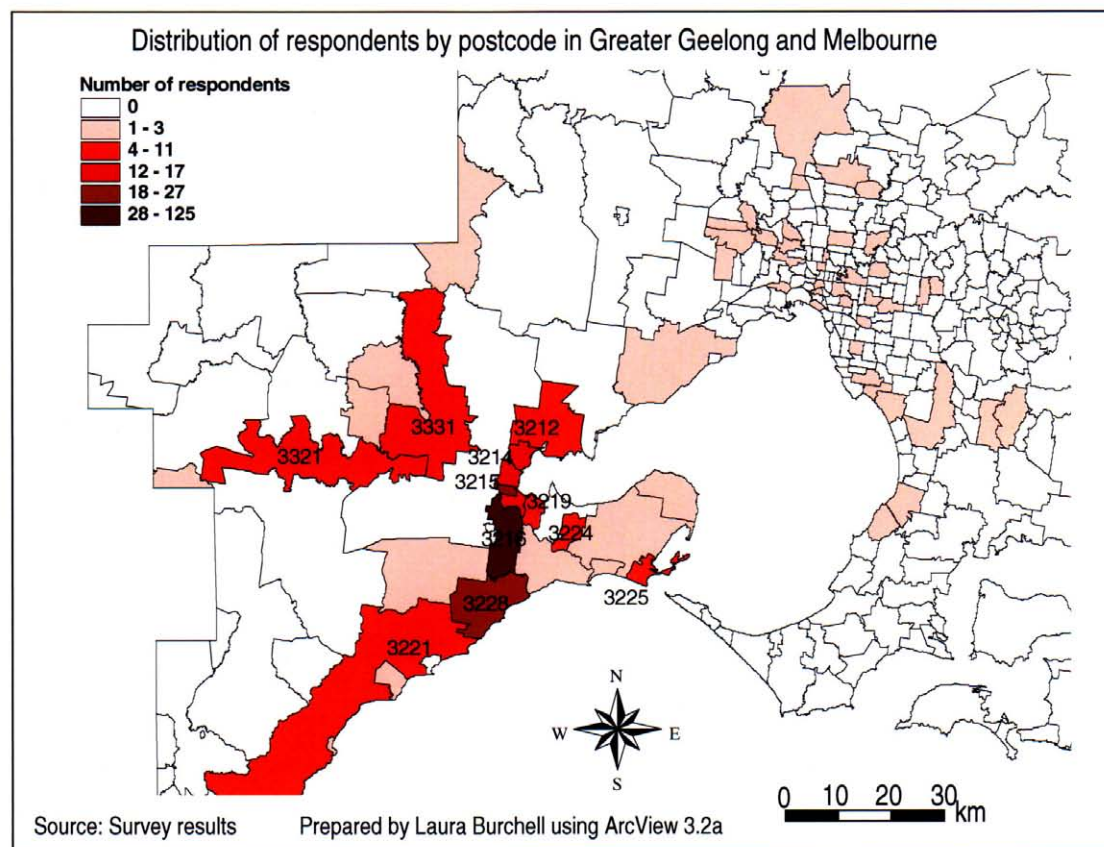 Distribution of respondents by postcode in Greater Geelong and Melbourne
Number of respondents
0
1 - 3
4 - 11
12 - 17
18 - 27
28 - 125
3331
3212
3321
3214
3215
3219
3216
3224
3228
3225
3221
N
W
E
S
0 10 20 30
km
Source: Survey results
Prepared by Laura Burchell using ArcView 3.2a